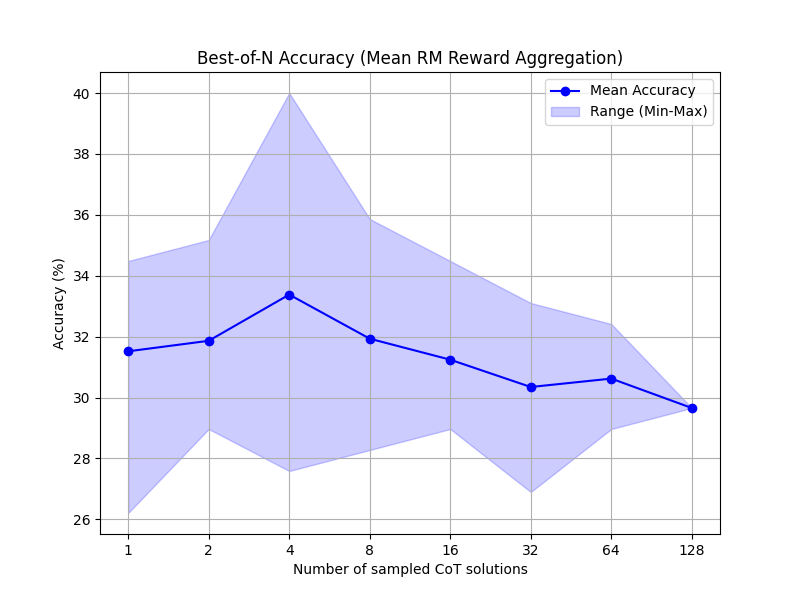 Best-of-N Accuracy (Mean RM Reward Aggregation)
Mean Accuracy
Range (Min-Max)
Accuracy (%)
40
38
36
34
32
30
28
26
1 2 4 8 16 32 64 128
Number of sampled CoT solutions